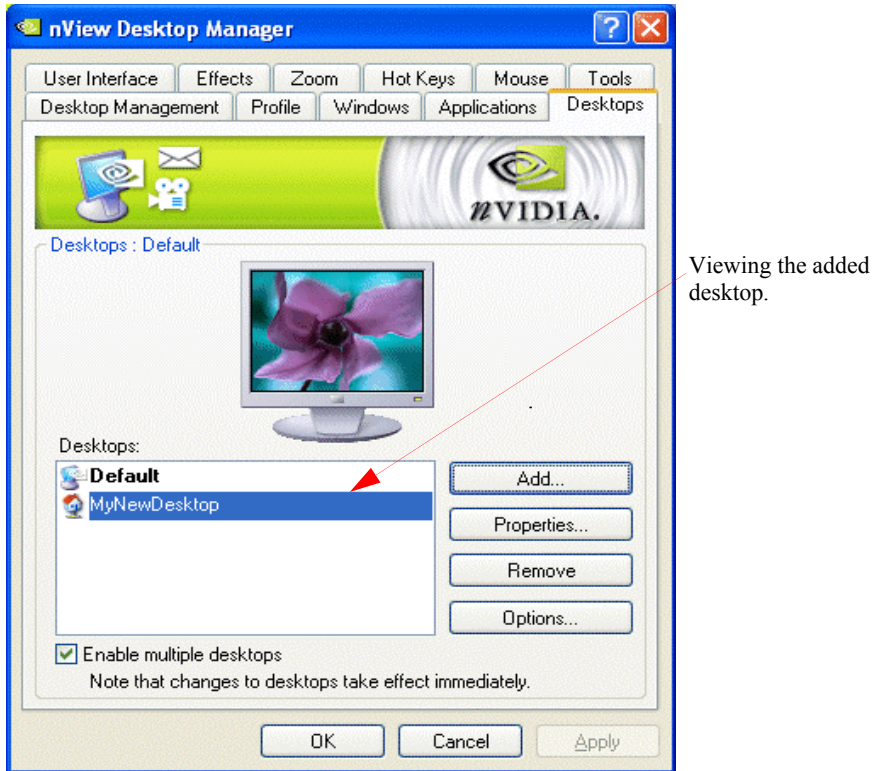 nView Desktop Manager
User Interface Effects Zoom Hot Keys Mouse Tools
Desktop Management Profile Windows Applications Desktops
nVIDIA.
Desktops : Default
Viewing the added
desktop.
Desktops:
Default
MyNewDesktop
Add...
Properties...
Remove
Options...
Enable multiple desktops
Note that changes to desktops take effect immediately.
OK Cancel Apply